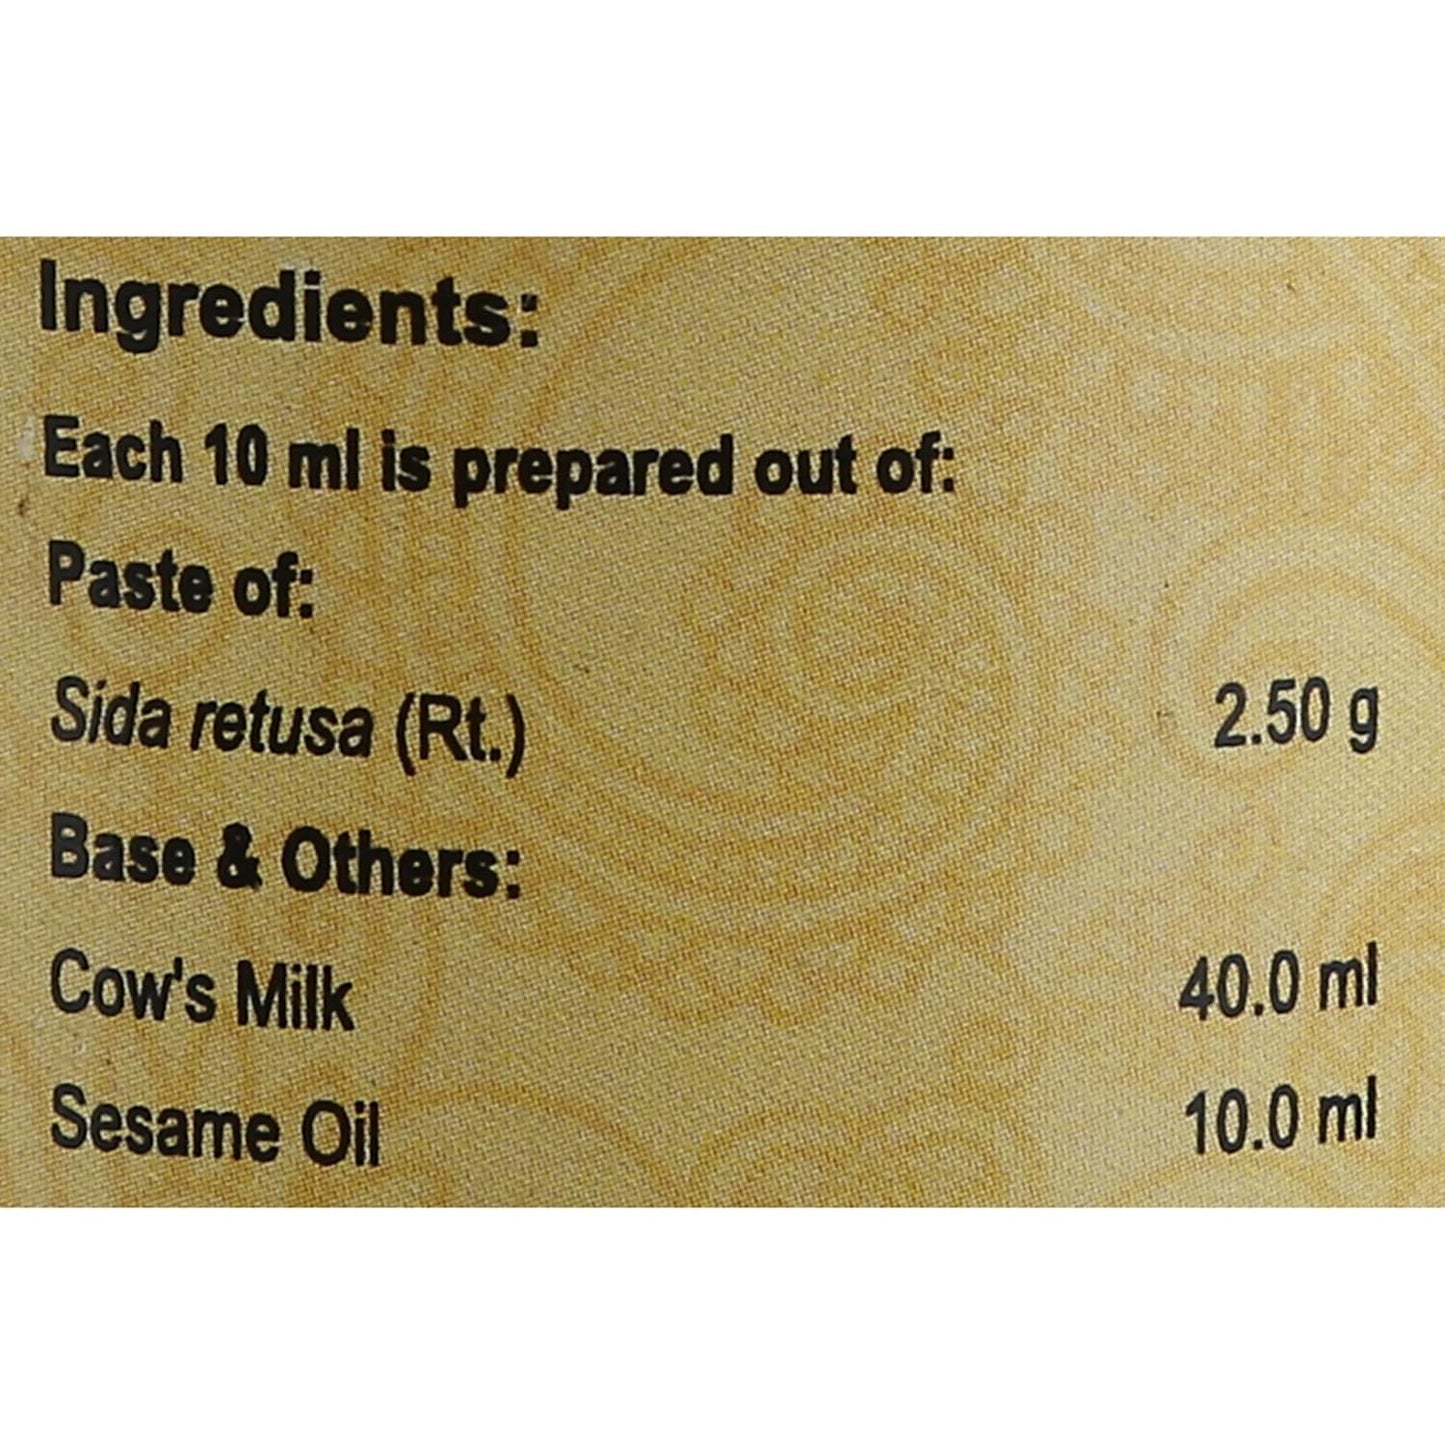 Ingredients:
Each 10 ml is prepared out of:
Paste of:
Sida retusa (Rt.) 2.50 g
Base & Others:
Cow's Milk 40.0 ml
Sesame Oil 10.0 ml